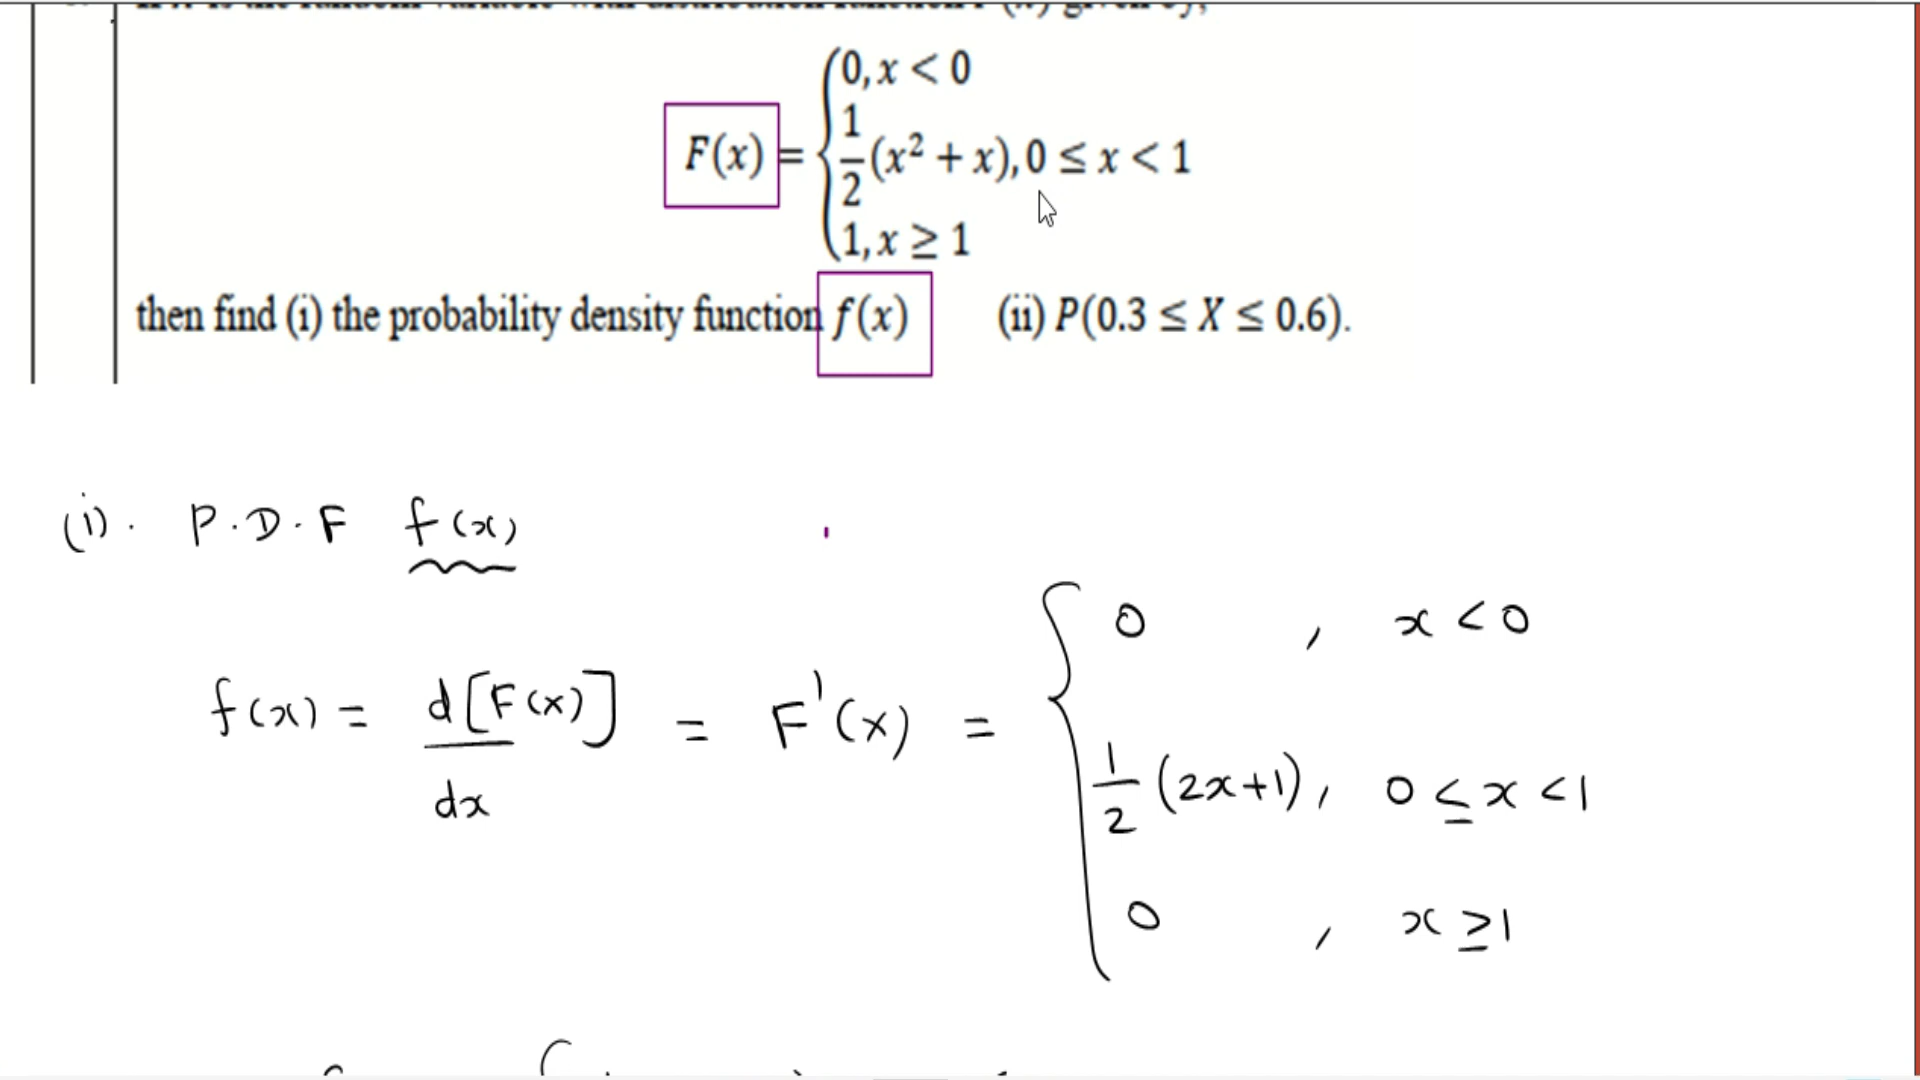 F(x) = {0, x < 0
1/2(x² + x), 0 ≤ x < 1
1, x ≥ 1
then find (i) the probability density function f(x) (ii) P(0.3 ≤ X ≤ 0.6).
(i). P.D.F f(x)
f(x) = d[F(x)]/dx = F'(x) = {0 , x < 0
1/2 (2x+1), 0 ≤ x < 1
0 , x ≥ 1